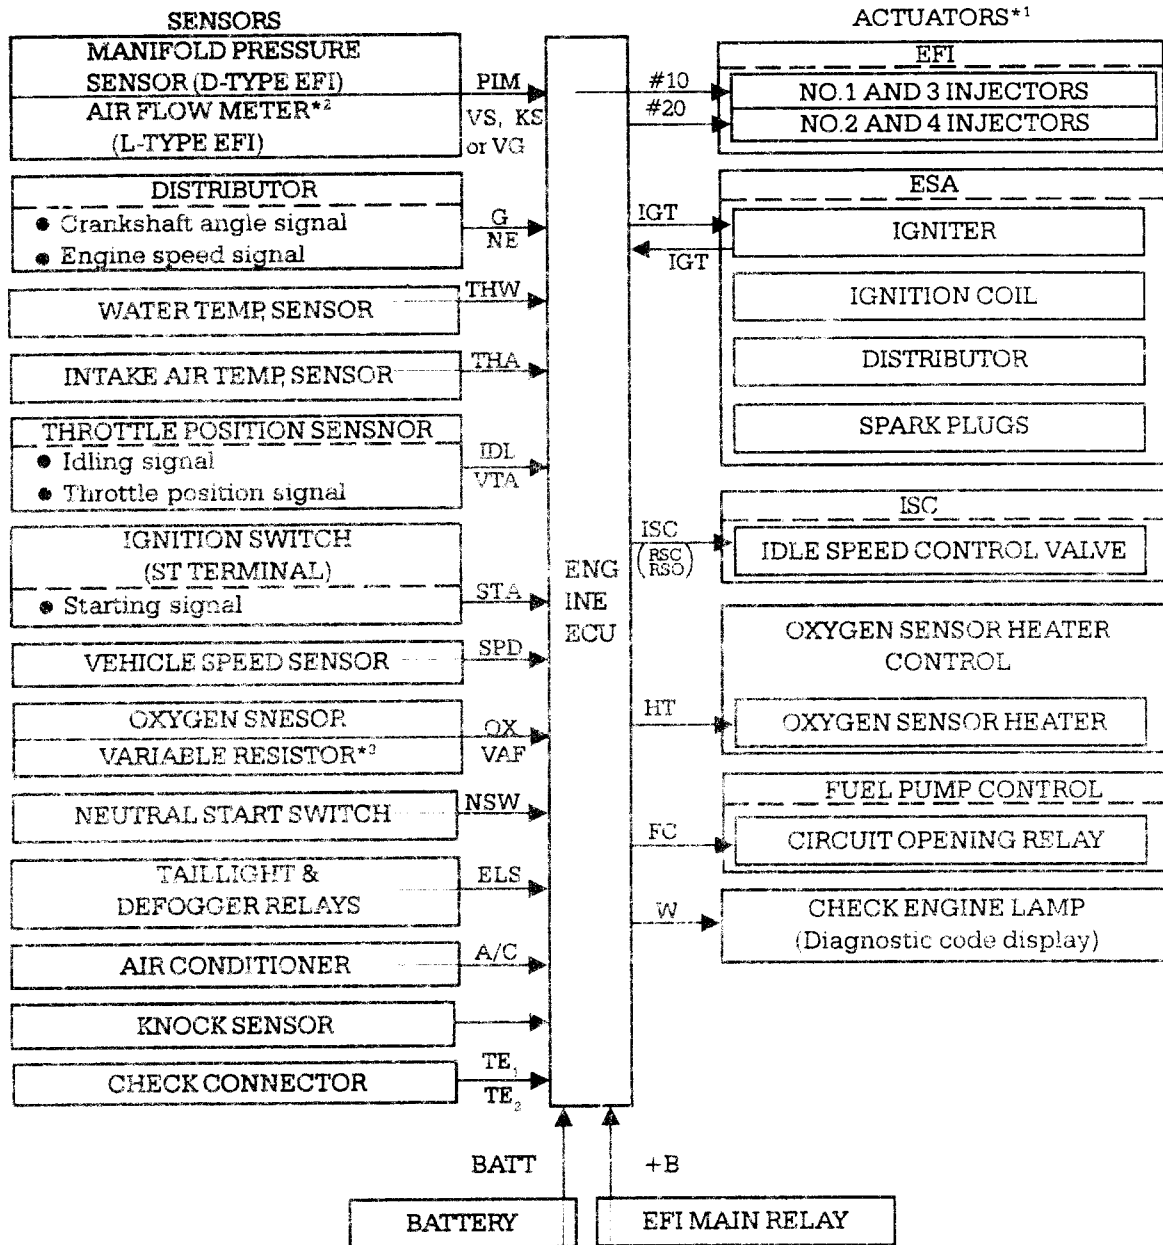 SENSORS
MANIFOLD PRESSURE
SENSOR (D-TYPE EFI)
AIR FLOW METER*2
(L-TYPE EFI)
PIM
VS, KS
or VG
DISTRIBUTOR
● Crankshaft angle signal
● Engine speed signal
G
NE
WATER TEMP, SENSOR
THW
INTAKE AIR TEMP, SENSOR
THA
THROTTLE POSITION SENSNOR
● Idling signal
● Throttle position signal
IDL
VTA
IGNITION SWITCH
(ST TERMINAL)
● Starting signal
STA
VEHICLE SPEED SENSOR
SPD
OXYGEN SNESOR
VARIABLE RESISTOR*3
OX
VAF
NEUTRAL START SWITCH
NSW
TAILLIGHT &
DEFOGGER RELAYS
ELS
AIR CONDITIONER
A/C
KNOCK SENSOR
CHECK CONNECTOR
TE1
TE2
ENG
INE
ECU
BATT
+B
BATTERY
EFI MAIN RELAY
ACTUATORS*1
EFI
#10
NO.1 AND 3 INJECTORS
#20
NO.2 AND 4 INJECTORS
ESA
IGT
IGNITER
IGT
IGNITION COIL
DISTRIBUTOR
SPARK PLUGS
ISC
ISC
(RSC
RSO)
IDLE SPEED CONTROL VALVE
OXYGEN SENSOR HEATER
CONTROL
HT
OXYGEN SENSOR HEATER
FUEL PUMP CONTROL
FC
CIRCUIT OPENING RELAY
W
CHECK ENGINE LAMP
(Diagnostic code display)